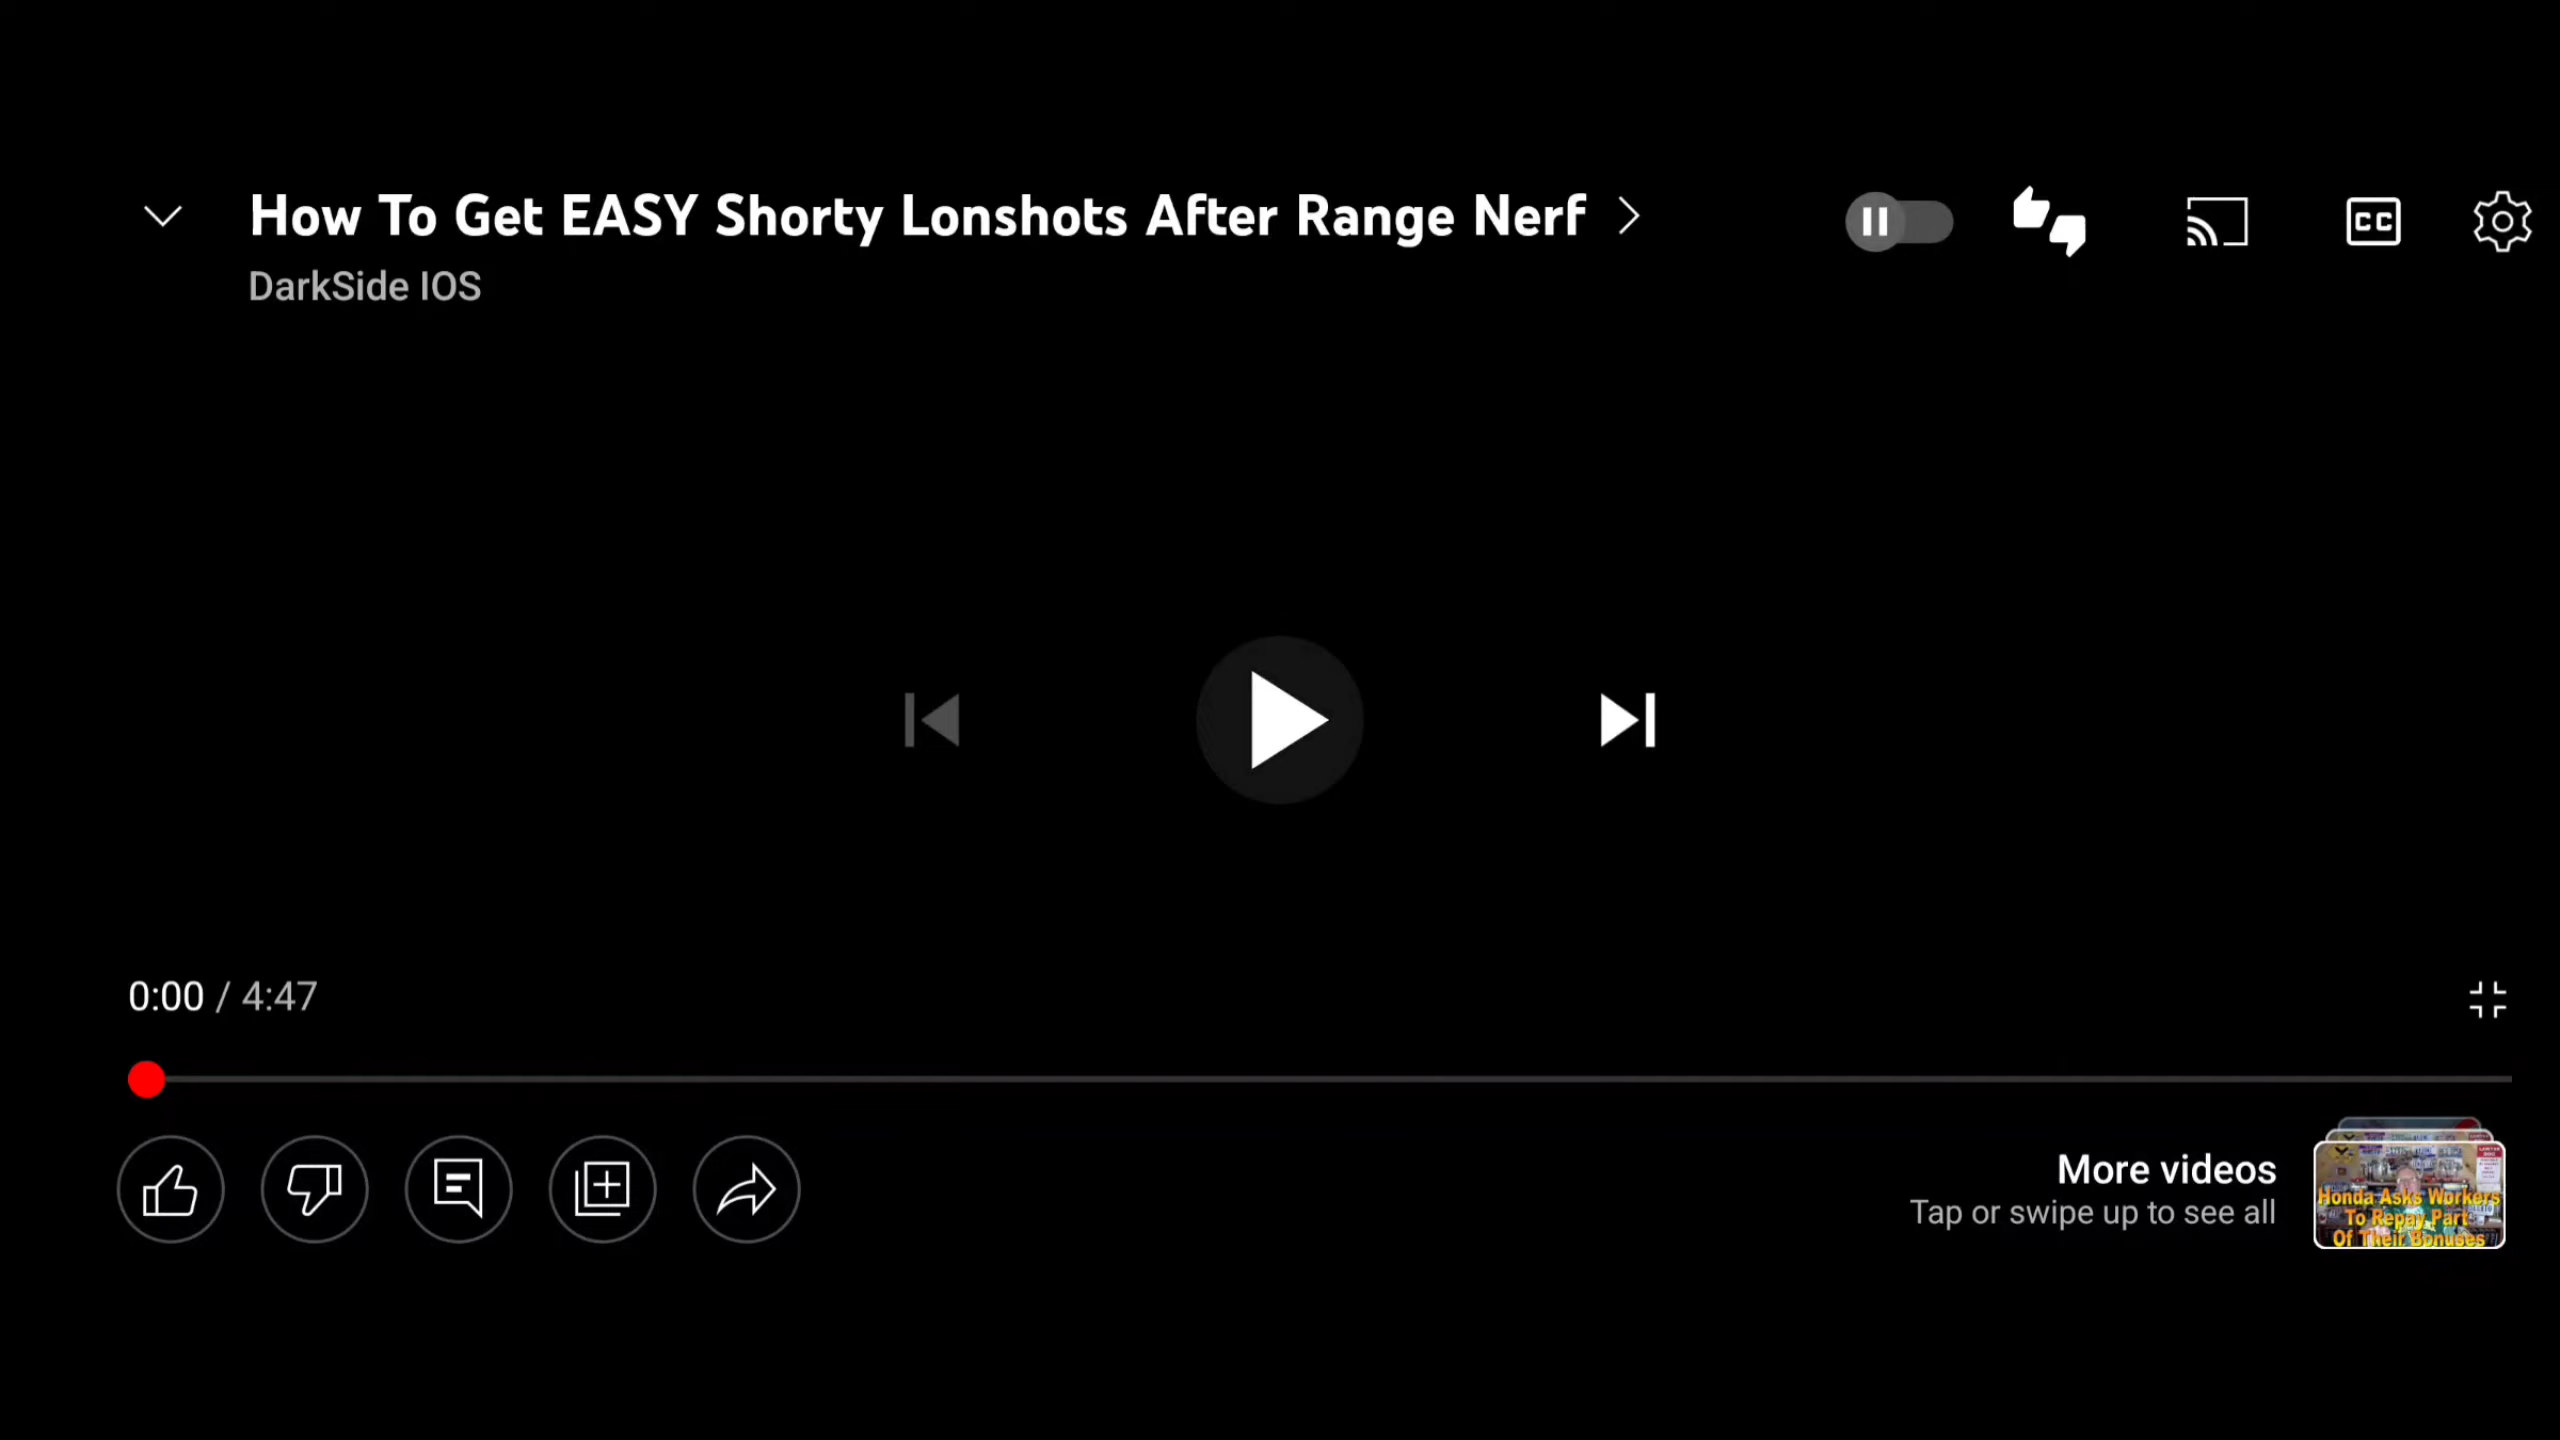 How To Get EASY Shorty Lonshots After Range Nerf
DarkSide IOS
CC
0:00 / 4:47
More videos
Tap or swipe up to see all
Honda Asks Workers
To Repay Part
Of Their Bonuses